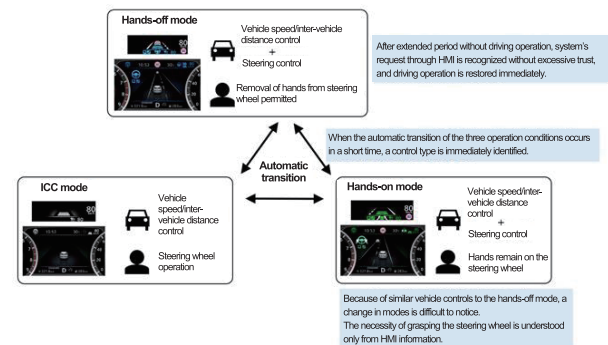 Hands-off mode
80
Vehicle speed/inter-vehicle
distance control
+
Steering control
Removal of hands from steering
wheel permitted
After extended period without driving operation, system's
request through HMI is recognized without excessive trust,
and driving operation is restored immediately.
When the automatic transition of the three operation conditions occurs
in a short time, a control type is immediately identified.
Automatic
transition
ICC mode
80
Vehicle
speed/inter-
vehicle distance
control
Steering wheel
operation
Hands-on mode
80
Vehicle speed/inter-
vehicle distance
control
+
Steering control
Hands remain on the
steering wheel
Because of similar vehicle controls to the hands-off mode, a
change in modes is difficult to notice.
The necessity of grasping the steering wheel is understood
only from HMI information.